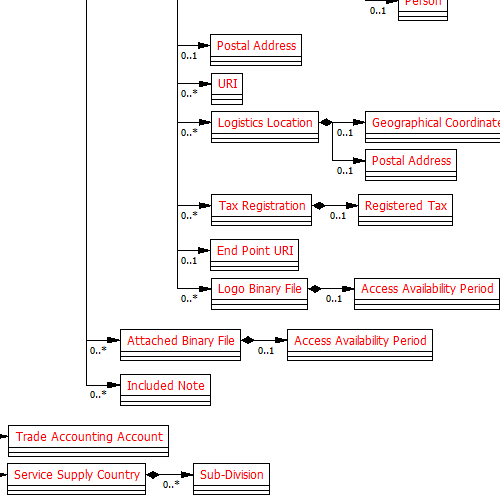 Person
0..1
Postal Address
0..1
URI
0..*
Logistics Location
Geographical Coordinate
0..*
0..1
Postal Address
0..1
Tax Registration
Registered Tax
0..*
0..1
End Point URI
0..1
Logo Binary File
Access Availability Period
0..*
0..1
Attached Binary File
Access Availability Period
0..*
0..1
Included Note
0..*
Trade Accounting Account
Service Supply Country
Sub-Division
0..*